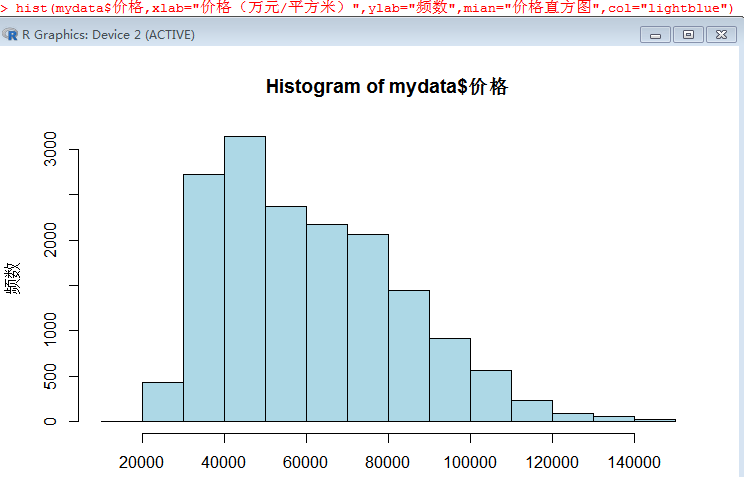 > hist(mydata$价格,xlab="价格（万元/平方米）",ylab="频数",mian="价格直方图",col="lightblue")
R Graphics: Device 2 (ACTIVE)
Histogram of mydata$价格
3000
2000
1000
500
0
频数
20000 40000 60000 80000 100000 120000 140000